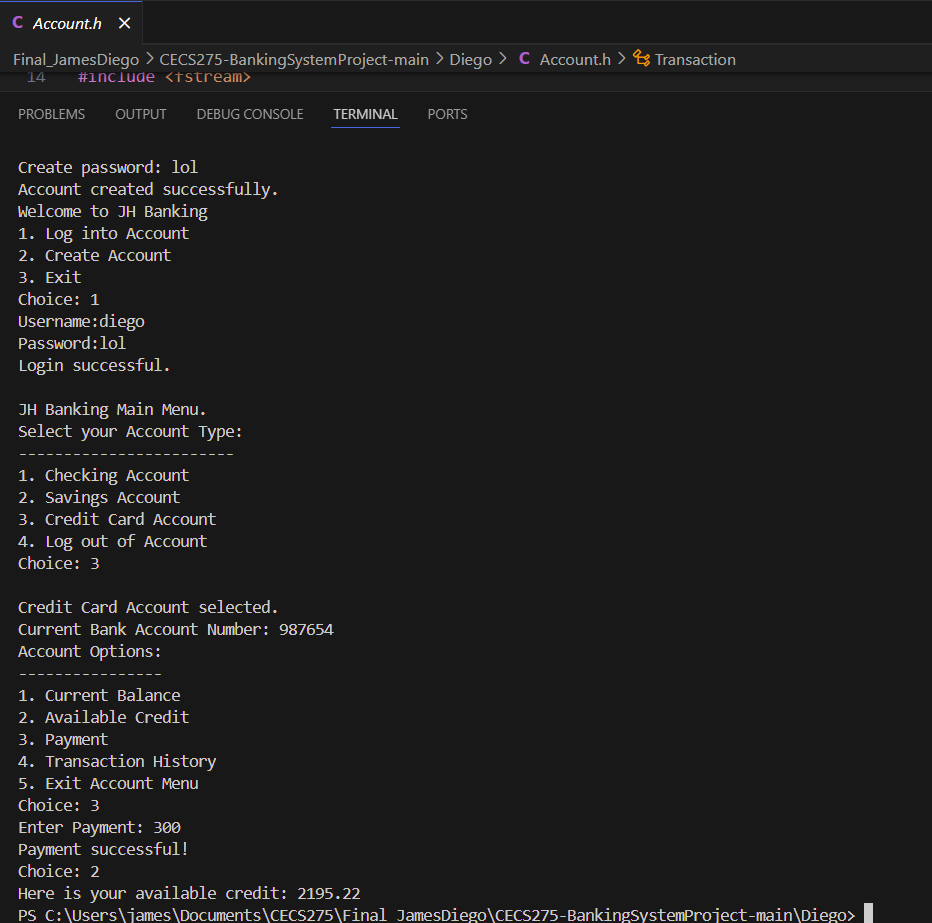 C Account.h ×
Final_JamesDiego > CECS275-BankingSystemProject-main > Diego > C Account.h > Transaction
14 #include <fstream>
PROBLEMS OUTPUT DEBUG CONSOLE TERMINAL PORTS
Create password: lol
Account created successfully.
Welcome to JH Banking
1. Log into Account
2. Create Account
3. Exit
Choice: 1
Username:diego
Password:lol
Login successful.
JH Banking Main Menu.
Select your Account Type:
------------------------
1. Checking Account
2. Savings Account
3. Credit Card Account
4. Log out of Account
Choice: 3
Credit Card Account selected.
Current Bank Account Number: 987654
Account Options:
----------------
1. Current Balance
2. Available Credit
3. Payment
4. Transaction History
5. Exit Account Menu
Choice: 3
Enter Payment: 300
Payment successful!
Choice: 2
Here is your available credit: 2195.22
PS C:\Users\james\Documents\CECS275\Final_JamesDiego\CECS275-BankingSystemProject-main\Diego>